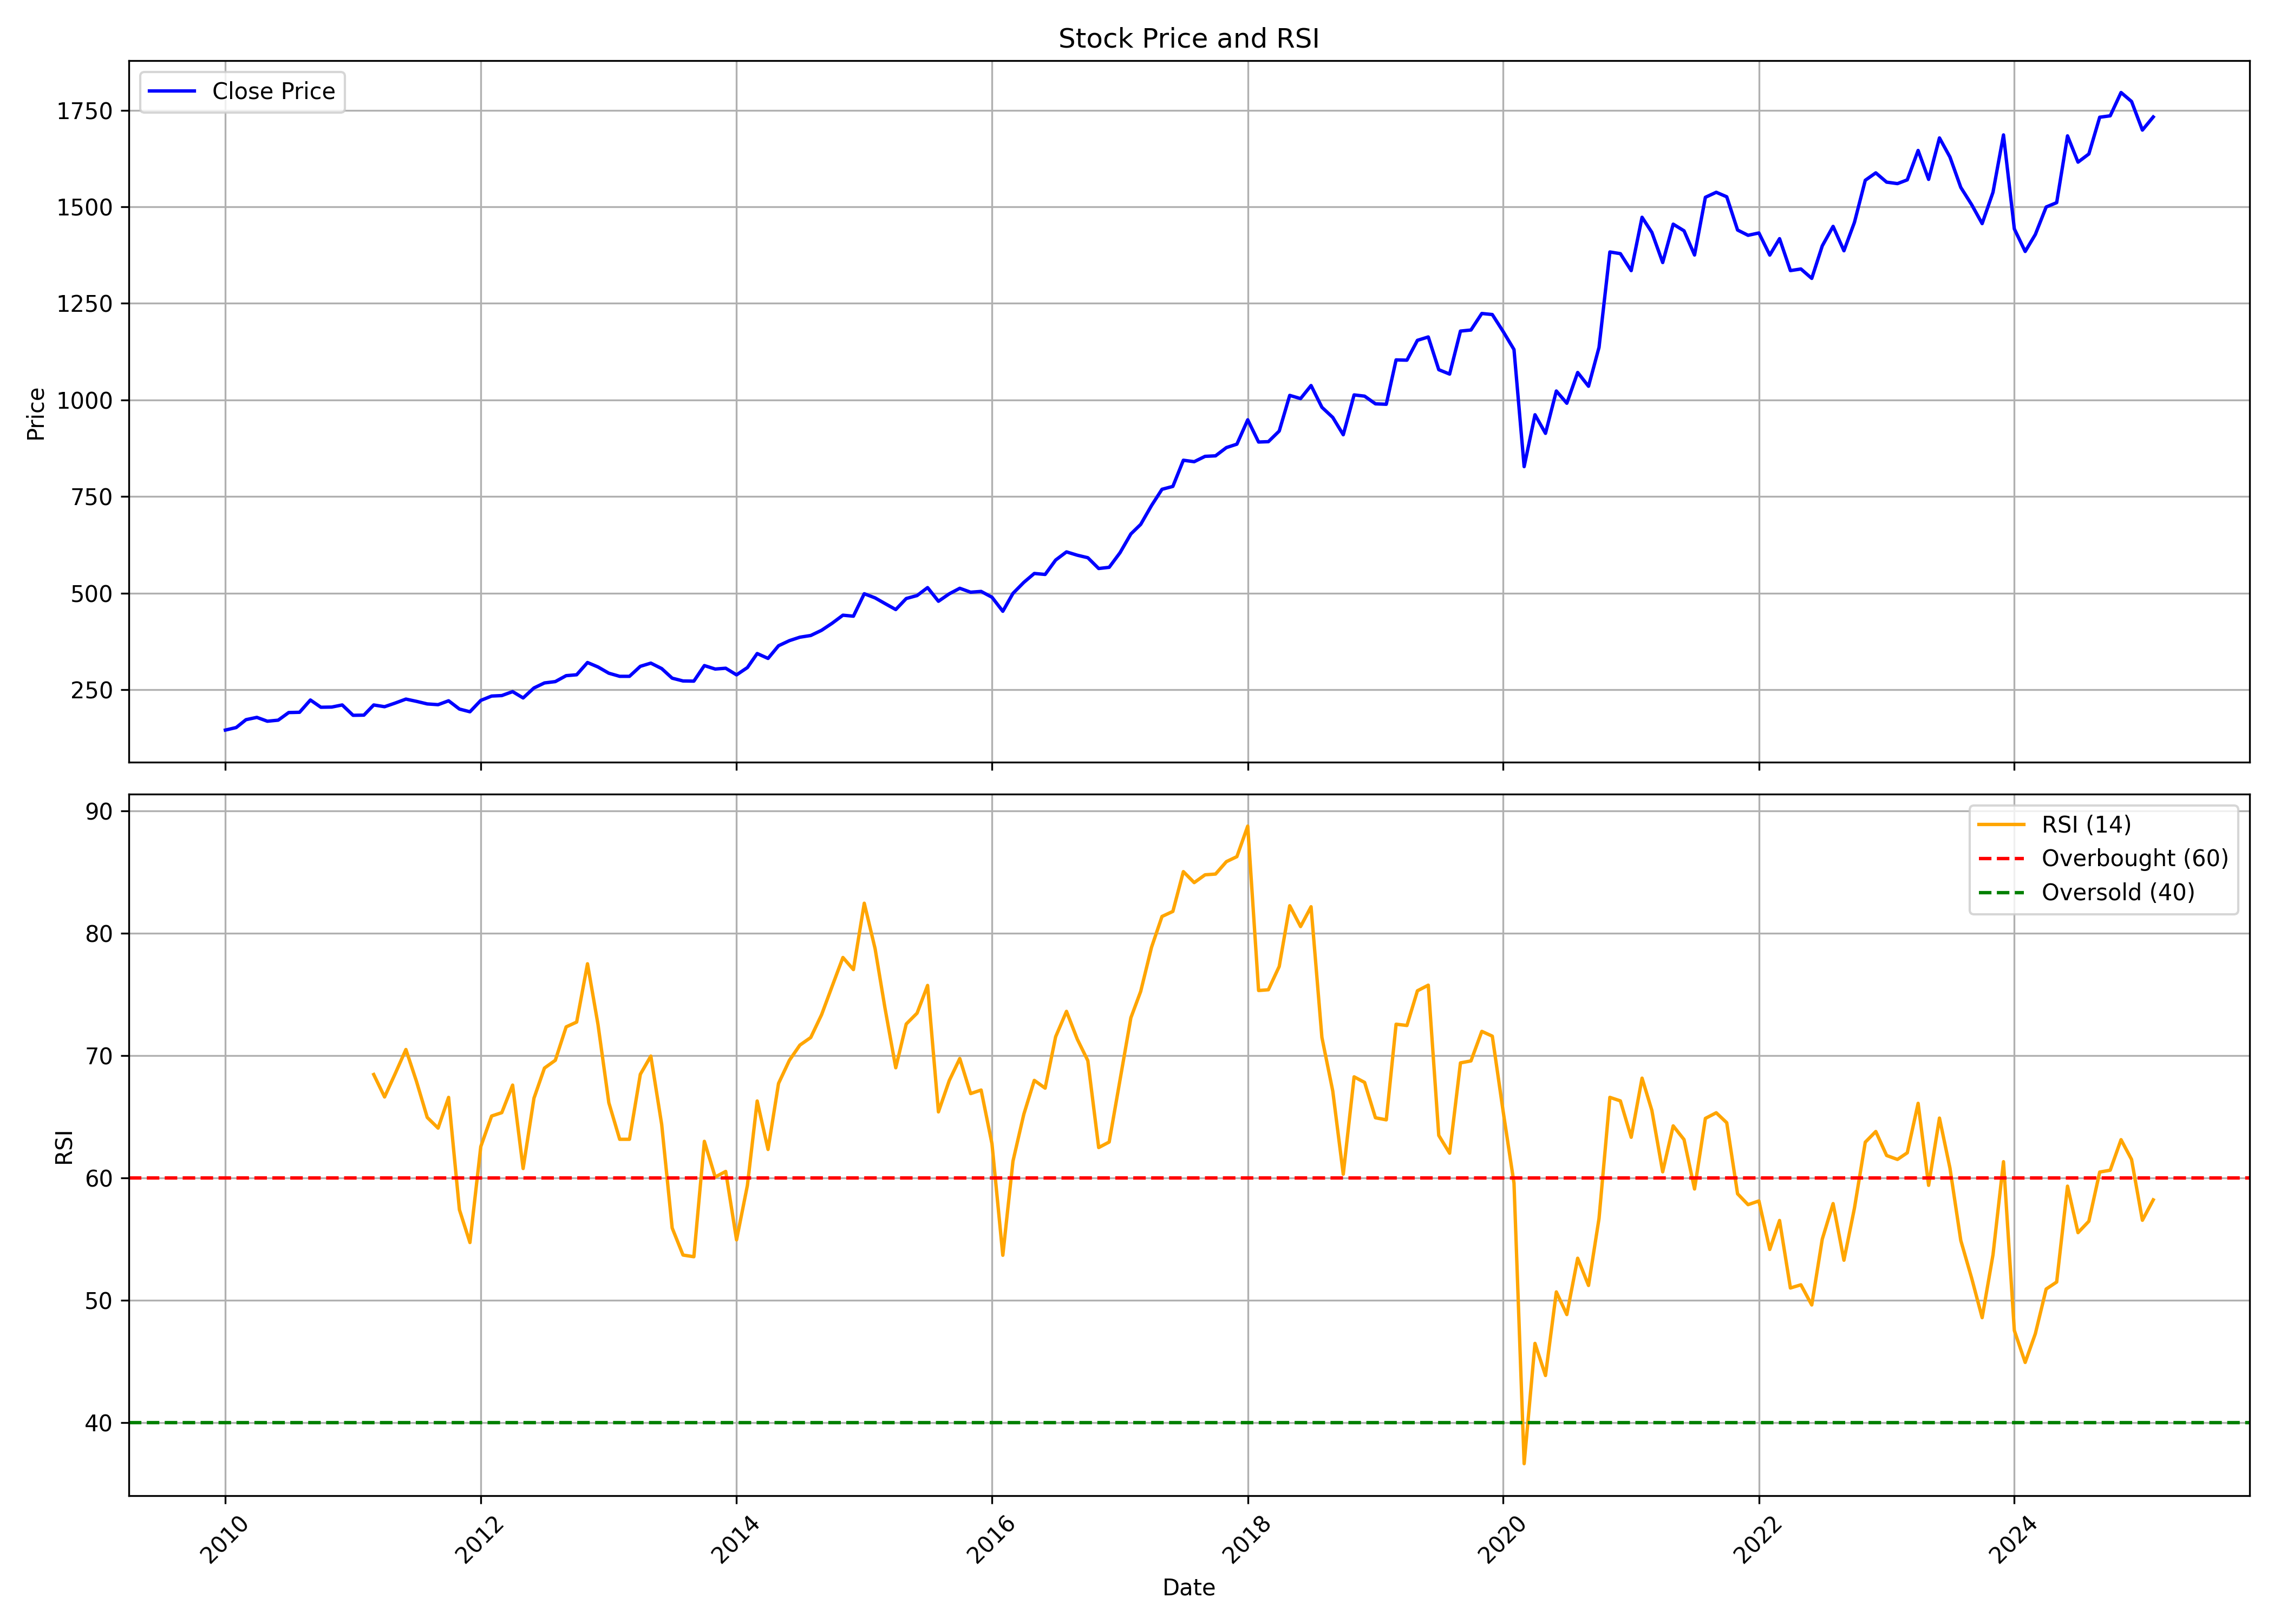 Stock Price and RSI
Close Price
1750
1500
1250
1000
750
500
250
Price
RSI (14)
Overbought (60)
Oversold (40)
90
80
70
60
50
40
RSI
2010
2012
2014
2016
2018
2020
2022
2024
Date